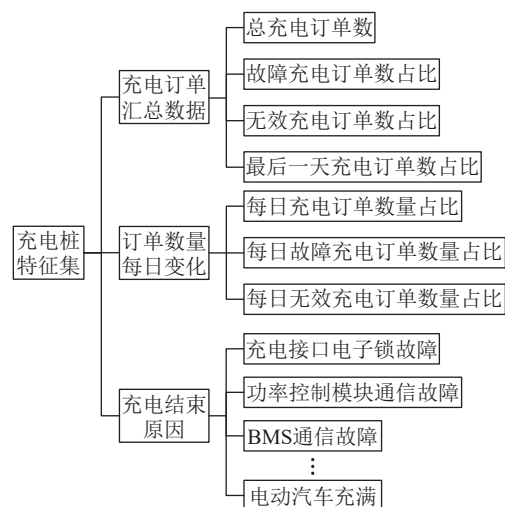 总充电订单数
充电订单
汇总数据
故障充电订单数占比
无效充电订单数占比
最后一天充电订单数占比
充电桩
特征集
订单数量
每日变化
每日充电订单数量占比
每日故障充电订单数量占比
每日无效充电订单数量占比
充电结束
原因
充电接口电子锁故障
功率控制模块通信故障
BMS通信故障
⋮
电动汽车充满